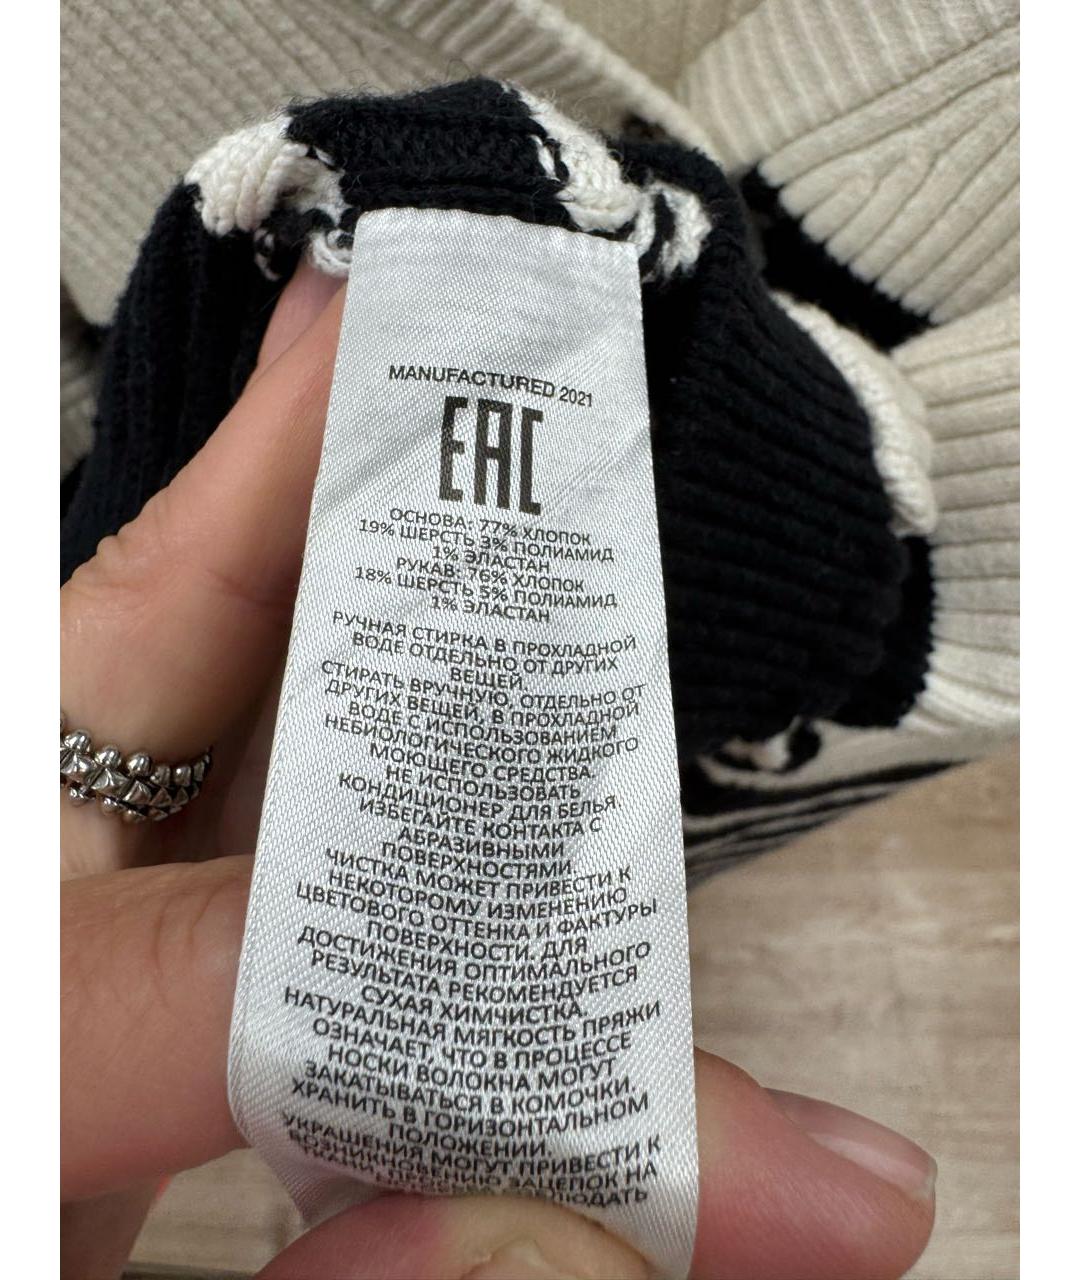 MANUFACTURED 2021
EAC
ОСНОВА: 77% ХЛОПОК
19% ШЕРСТЬ 3% ПОЛИАМИД
1% ЭЛАСТАН
РУКАВ: 76% ХЛОПОК
18% ШЕРСТЬ 5% ПОЛИАМИД
1% ЭЛАСТАН
РУЧНАЯ СТИРКА В ПРОХЛАДНОЙ
ВОДЕ ОТДЕЛЬНО ОТ ДРУГИХ
ВЕЩЕЙ.
СТИРАТЬ ВРУЧНУЮ, ОТДЕЛЬНО ОТ
ДРУГИХ ВЕЩЕЙ, В ПРОХЛАДНОЙ
ВОДЕ С ИСПОЛЬЗОВАНИЕМ
НЕБИОЛОГИЧЕСКОГО ЖИДКОГО
МОЮЩЕГО СРЕДСТВА.
НЕ ИСПОЛЬЗОВАТЬ
КОНДИЦИОНЕР ДЛЯ БЕЛЬЯ.
ИЗБЕГАЙТЕ КОНТАКТА С
АБРАЗИВНЫМИ
ПОВЕРХНОСТЯМИ.
ЧИСТКА МОЖЕТ ПРИВЕСТИ К
НЕКОТОРОМУ ИЗМЕНЕНИЮ
ЦВЕТОВОГО ОТТЕНКА И ФАКТУРЫ
ПОВЕРХНОСТИ. ДЛЯ
ДОСТИЖЕНИЯ ОПТИМАЛЬНОГО
РЕЗУЛЬТАТА РЕКОМЕНДУЕТСЯ
СУХАЯ ХИМЧИСТКА.
НАТУРАЛЬНАЯ МЯГКОСТЬ ПРЯЖИ
ОЗНАЧАЕТ, ЧТО В ПРОЦЕССЕ
НОСКИ ВОЛОКНА МОГУТ
ЗАКАТЫВАТЬСЯ В КОМОЧКИ.
ХРАНИТЬ В ГОРИЗОНТАЛЬНОМ
ПОЛОЖЕНИИ.
УКРАШЕНИЯ МОГУТ ПРИВЕСТИ К
ВОЗНИКНОВЕНИЮ ЗАЦЕПОК НА